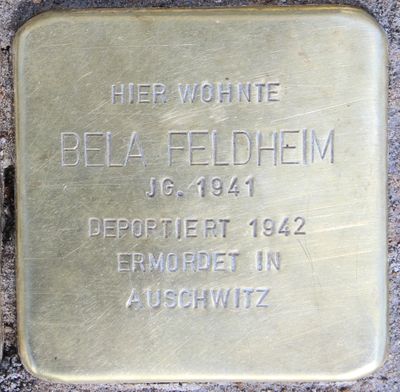 HIER WOHNTE
BELA FELDHEIM
JG. 1941
DEPORTIERT 1942
ERMORDET IN
AUSCHWITZ